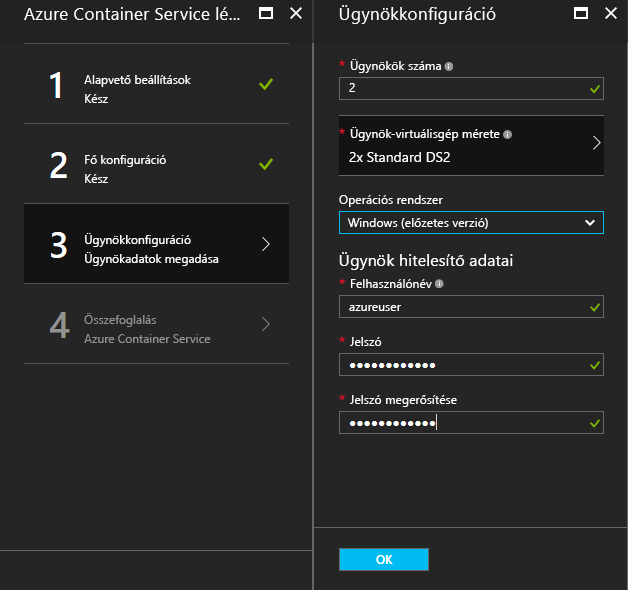 Azure Container Service lé...
1
Alapvető beállítások
Kész
2
Fő konfiguráció
Kész
3
Ügynökkonfiguráció
Ügynökadatok megadása
4
Összefoglalás
Azure Container Service
Ügynökkonfiguráció
* Ügynökök száma
2
* Ügynök-virtuálisgép mérete
2x Standard DS2
Operációs rendszer
Windows (előzetes verzió)
Ügynök hitelesítő adatai
* Felhasználónév
azureuser
* Jelszó
••••••••••••
* Jelszó megerősítése
••••••••••••
OK